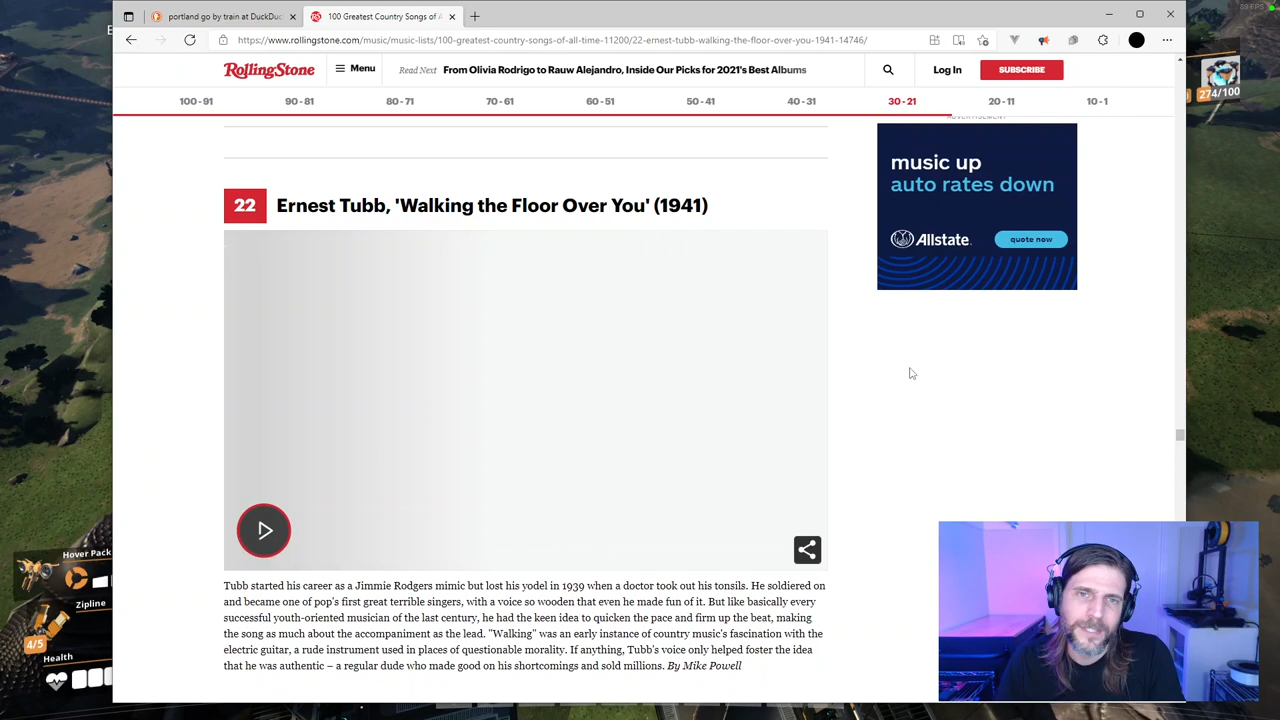 portland go by train at DuckDuc
100 Greatest Country Songs of A
88 FPS
https://www.rollingstone.com/music/music-lists/100-greatest-country-songs-of-all-time-11200/22-ernest-tubb-walking-the-floor-over-you-1941-14746/
RollingStone
Menu
Read Next From Olivia Rodrigo to Rauw Alejandro, Inside Our Picks for 2021's Best Albums
Log In
SUBSCRIBE
274/100
100 - 91
90 - 81
80 - 71
70 - 61
60 - 51
50 - 41
40 - 31
30 - 21
20 - 11
10 - 1
ADVERTISEMENT
music up
auto rates down
Allstate.
quote now
22 Ernest Tubb, 'Walking the Floor Over You' (1941)
Tubb started his career as a Jimmie Rodgers mimic but lost his yodel in 1939 when a doctor took out his tonsils. He soldiered on
and became one of pop's first great terrible singers, with a voice so wooden that even he made fun of it. But like basically every
successful youth-oriented musician of the last century, he had the keen idea to quicken the pace and firm up the beat, making
the song as much about the accompaniment as the lead. "Walking" was an early instance of country music's fascination with the
electric guitar, a rude instrument used in places of questionable morality. If anything, Tubb's voice only helped foster the idea
that he was authentic – a regular dude who made good on his shortcomings and sold millions. By Mike Powell
Hover Pack
Zipline
4/5
Health